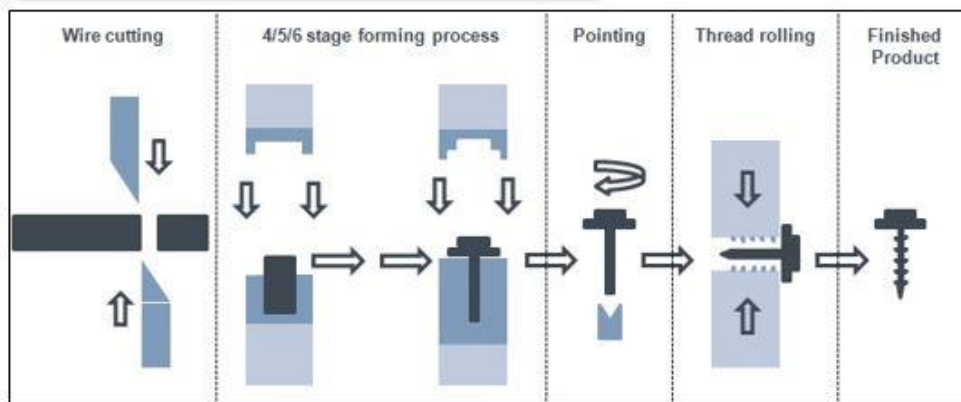 Wire cutting
4/5/6 stage forming process
Pointing
Thread rolling
Finished
Product